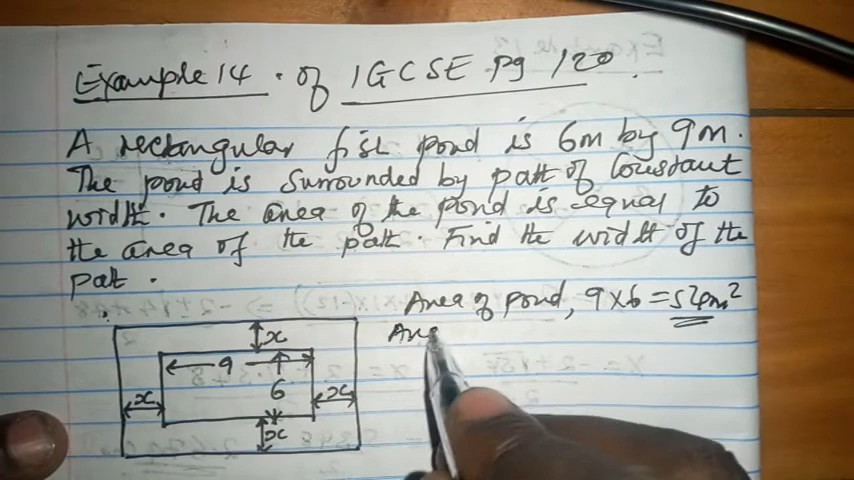 Example 14 . of IGCSE pg 120.
A rectangular fish pond is 6m by 9m.
The pond is surrounded by path of constant
width. The area of the pond is equal to
the area of the path. Find the width of the
path.
Area of pond, 9 x 6 = 54m²
Are
x
9
6
x
x
x